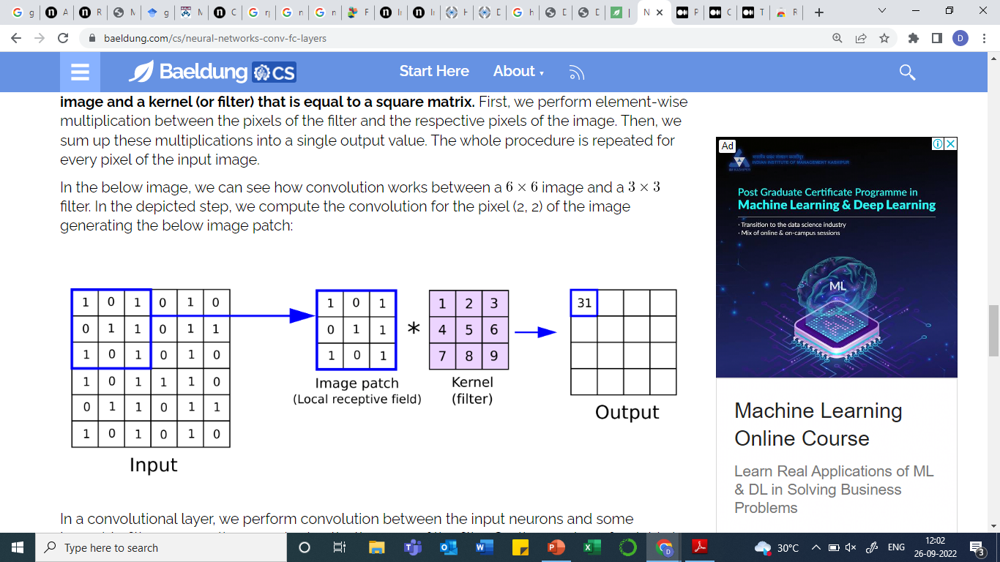 baeldung.com/cs/neural-networks-conv-fc-layers
D
Baeldung CS
Start Here
About
image and a kernel (or filter) that is equal to a square matrix. First, we perform element-wise
multiplication between the pixels of the filter and the respective pixels of the image. Then, we
sum up these multiplications into a single output value. The whole procedure is repeated for
every pixel of the input image.
In the below image, we can see how convolution works between a 6 × 6 image and a 3 × 3
filter. In the depicted step, we compute the convolution for the pixel (2, 2) of the image
generating the below image patch:
1 0 1 0 1 0
0 1 1 0 1 1
1 0 1 0 1 0
1 0 1 1 1 0
0 1 1 0 1 1
1 0 1 0 1 0
Input
1 0 1
0 1 1
1 0 1
Image patch
(Local receptive field)
*
1 2 3
4 5 6
7 8 9
Kernel
(filter)
31
Output
In a convolutional layer, we perform convolution between the input neurons and some
Ad
INDIAN INSTITUTE OF MANAGEMENT KASHIPUR
Post Graduate Certificate Programme in
Machine Learning & Deep Learning
· Transition to the data science industry
· Mix of online & on-campus sessions
ML
Machine Learning
Online Course
Learn Real Applications of ML
& DL in Solving Business
Problems
Type here to search
30°C
ENG
12:02
26-09-2022
3